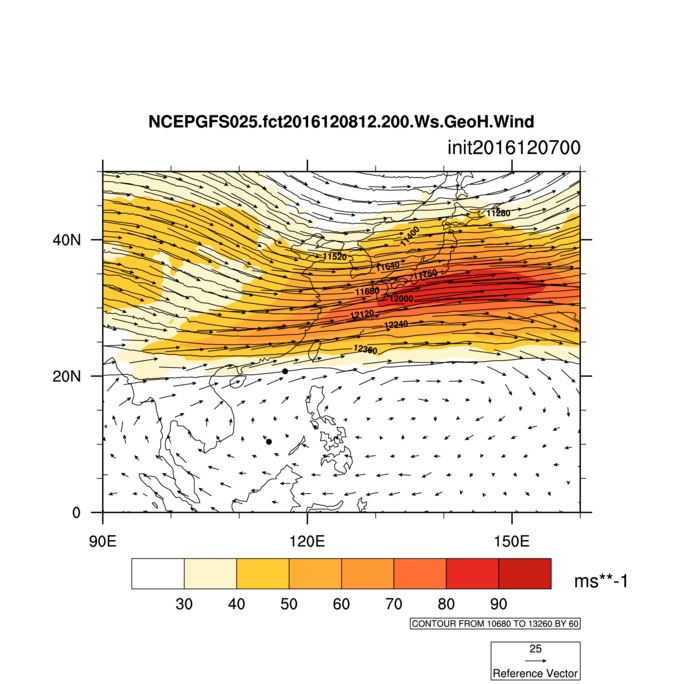 NCEPGFS025.fct2016120812.200.Ws.GeoH.Wind
init2016120700
11280
11400
40N
11520
11640
11760
11880
12000
12120
12240
12360
20N
0
90E 120E 150E
ms**-1
30 40 50 60 70 80 90
CONTOUR FROM 10680 TO 13260 BY 60
25
Reference Vector